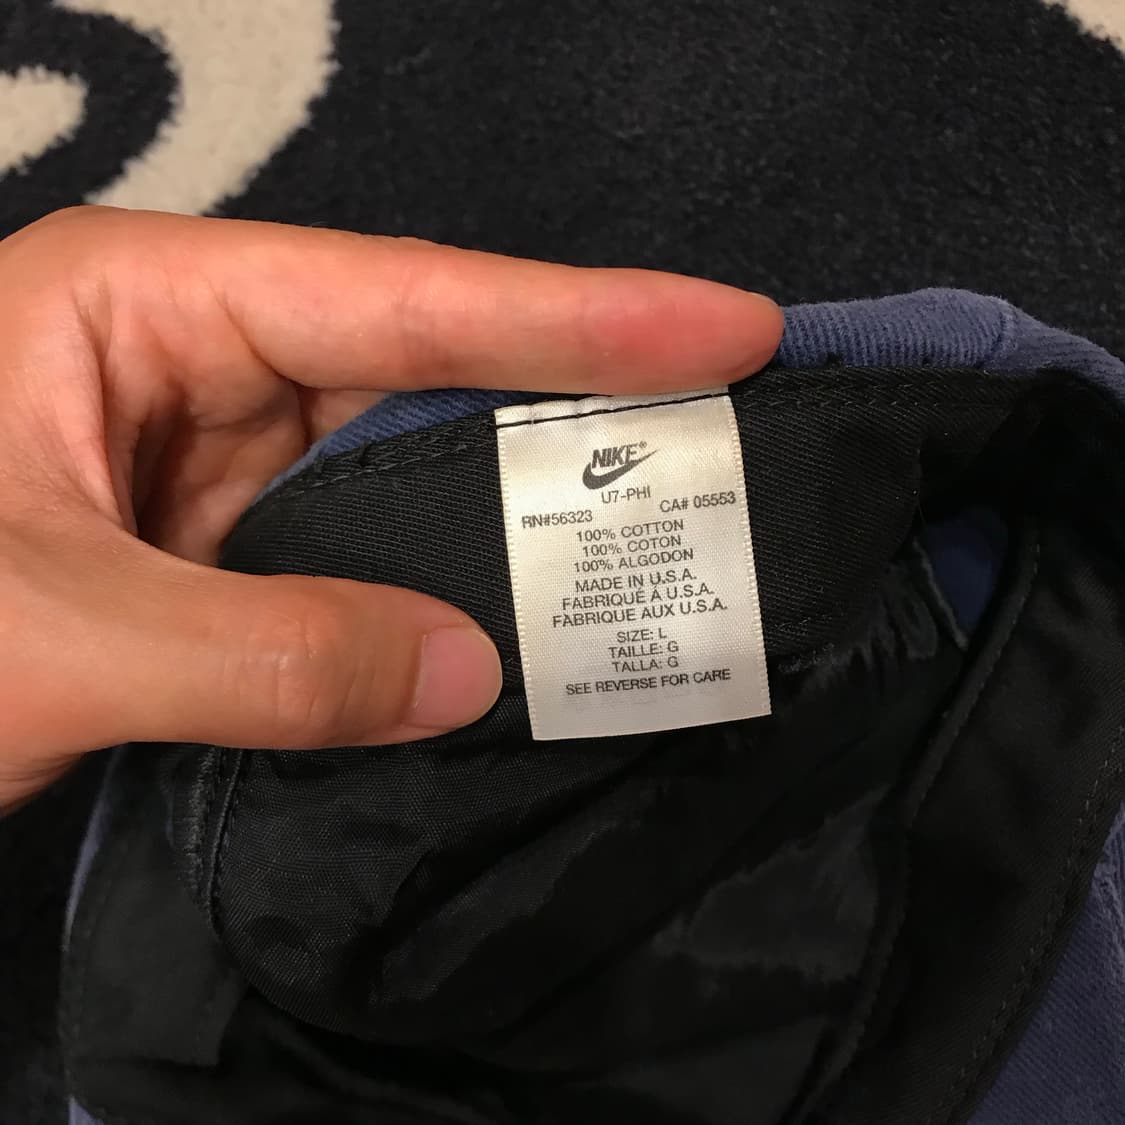 NIKE®
U7-PHI
RN#56323 CA# 05553
100% COTTON
100% COTON
100% ALGODON
MADE IN U.S.A.
FABRIQUÉ À U.S.A.
FABRIQUE AUX U.S.A.
SIZE: L
TAILLE: G
TALLA: G
SEE REVERSE FOR CARE